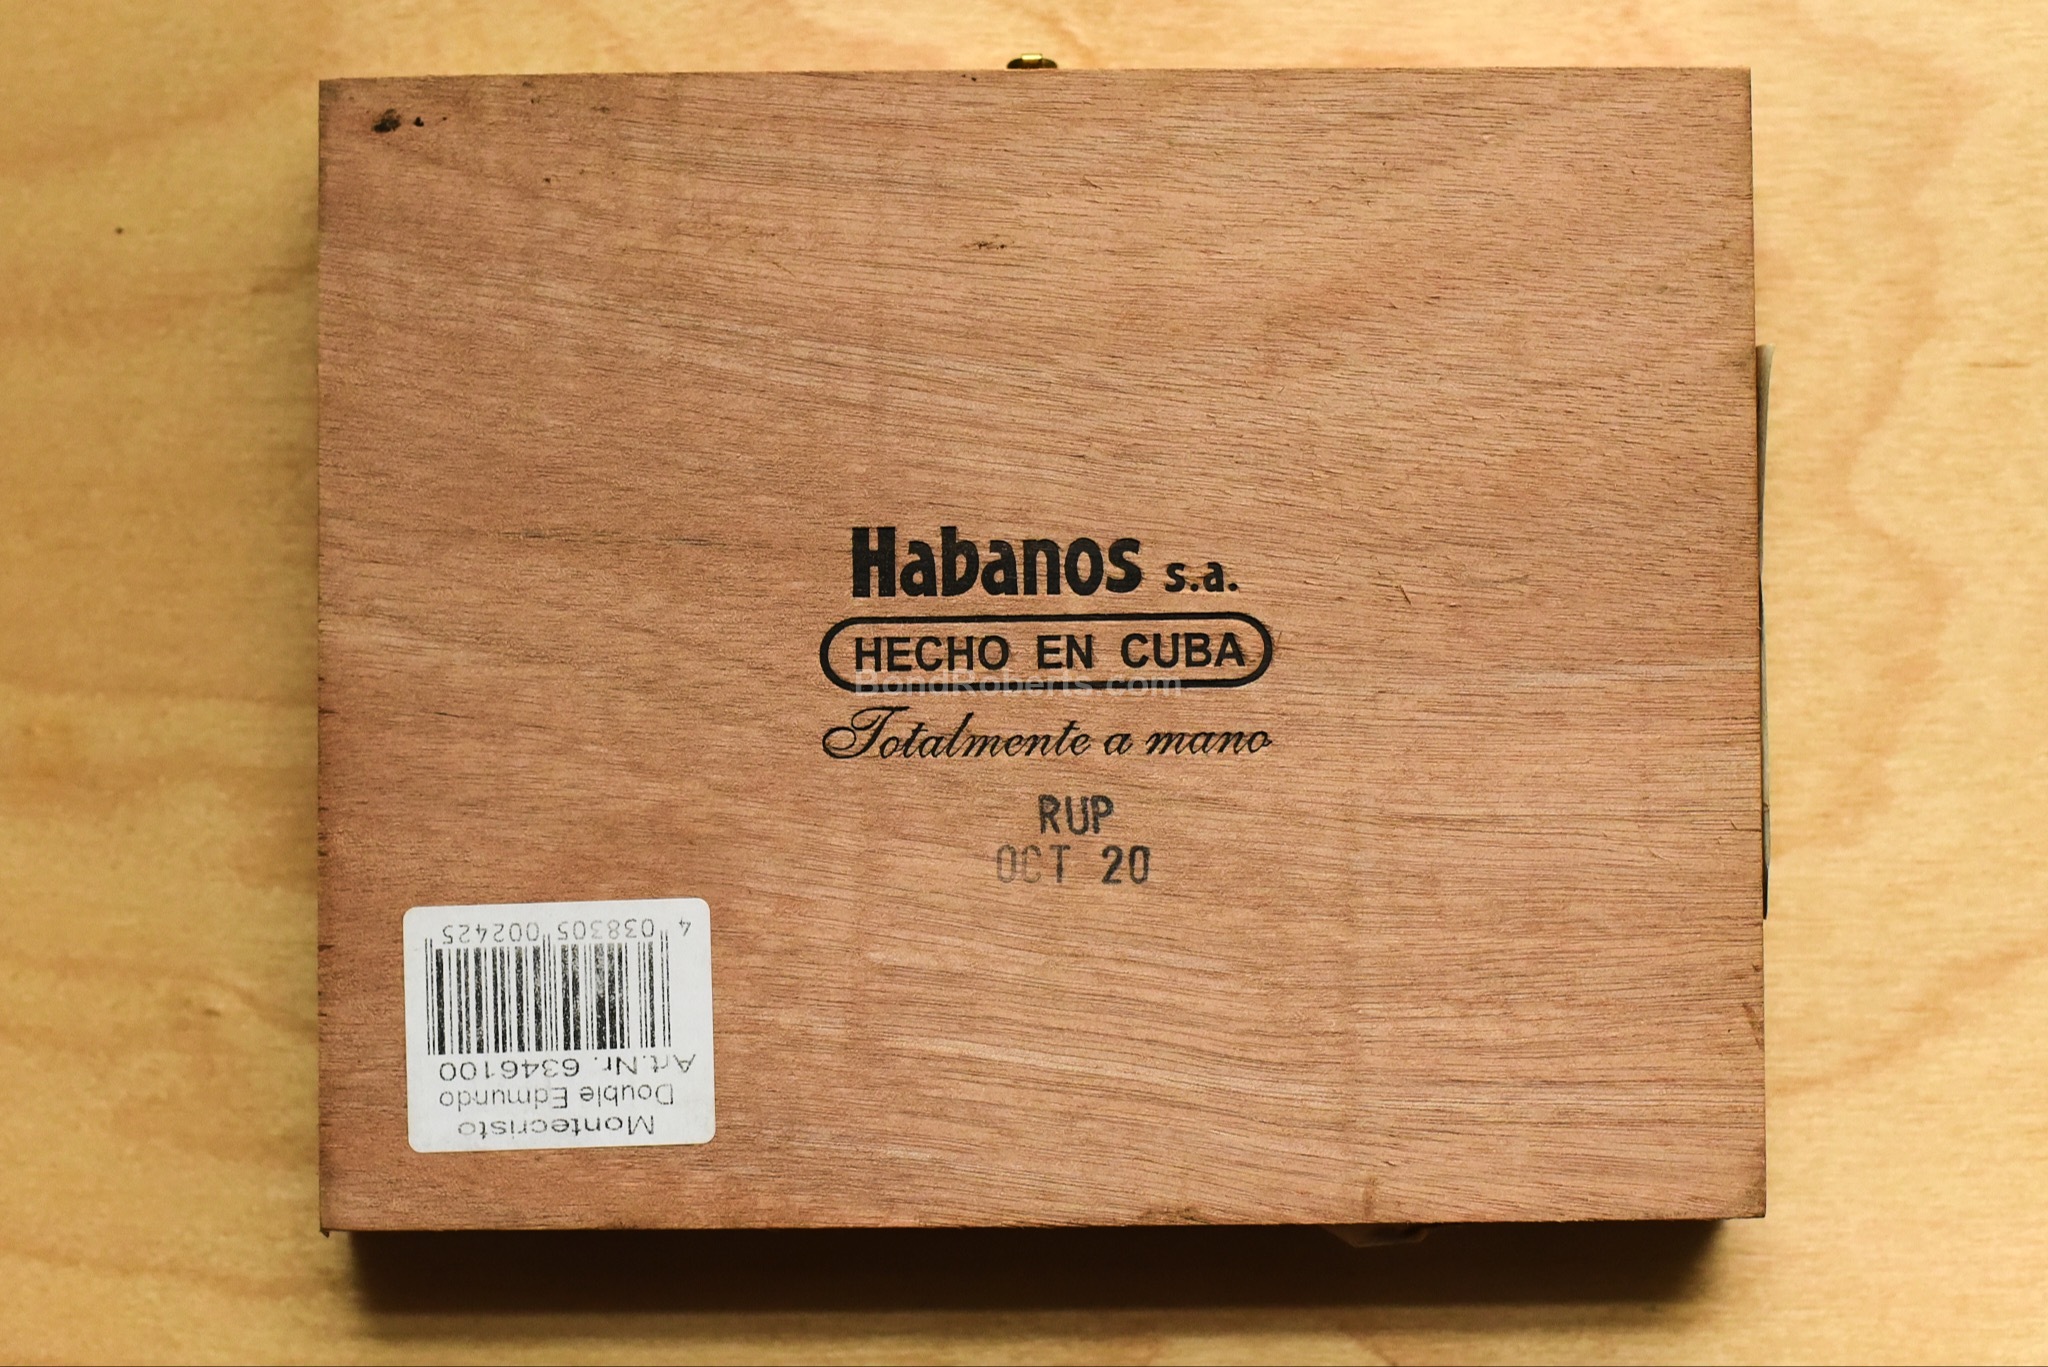 Habanos s.a.
HECHO EN CUBA
BondRoberts.com
Totalmente a mano
RUP
OCT 20
Montecristo
Double Edmundo
Art.Nr. 6346100
4 038305 002425